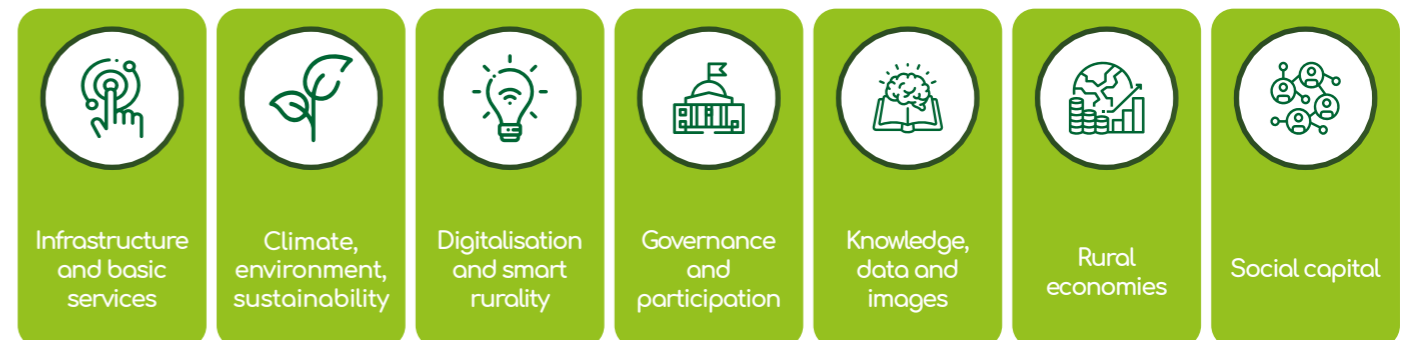 Infrastructure
and basic
services
Climate,
environment,
sustainability
Digitalisation
and smart
rurality
Governance
and
participation
Knowledge,
data and
images
Rural
economies
Social capital